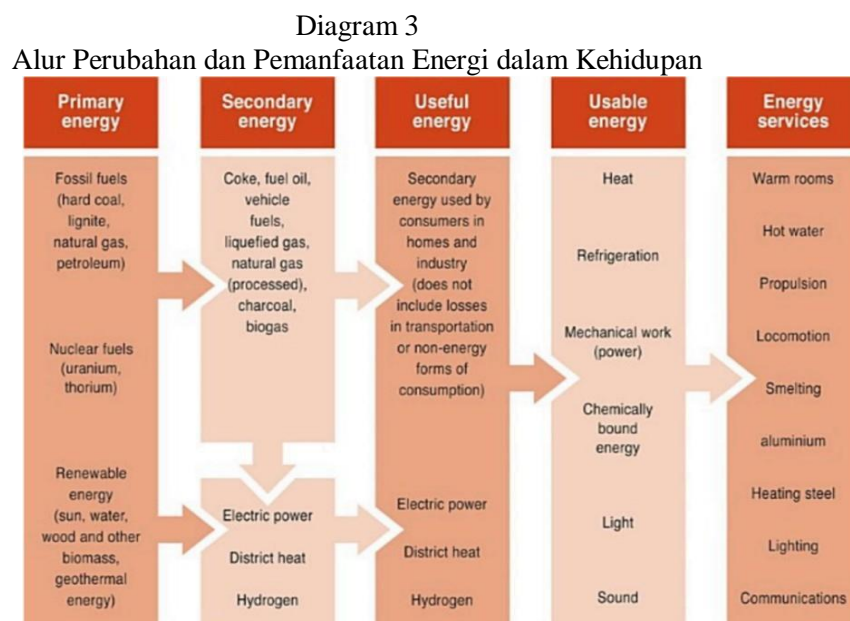 Diagram 3
Alur Perubahan dan Pemanfaatan Energi dalam Kehidupan
Primary
energy
Fossil fuels
(hard coal,
lignite,
natural gas,
petroleum)
Nuclear fuels
(uranium,
thorium)
Renewable
energy
(sun, water,
wood and other
biomass,
geothermal
energy)
Secondary
energy
Coke, fuel oil,
vehicle
fuels,
liquefied gas,
natural gas
(processed),
charcoal,
biogas
Electric power
District heat
Hydrogen
Useful
energy
Secondary
energy used by
consumers in
homes and
industry
(does not
include losses
in transportation
or non-energy
forms of
consumption)
Electric power
District heat
Hydrogen
Usable
energy
Heat
Refrigeration
Mechanical work
(power)
Chemically
bound
energy
Light
Sound
Energy
services
Warm rooms
Hot water
Propulsion
Locomotion
Smelting
aluminium
Heating steel
Lighting
Communications